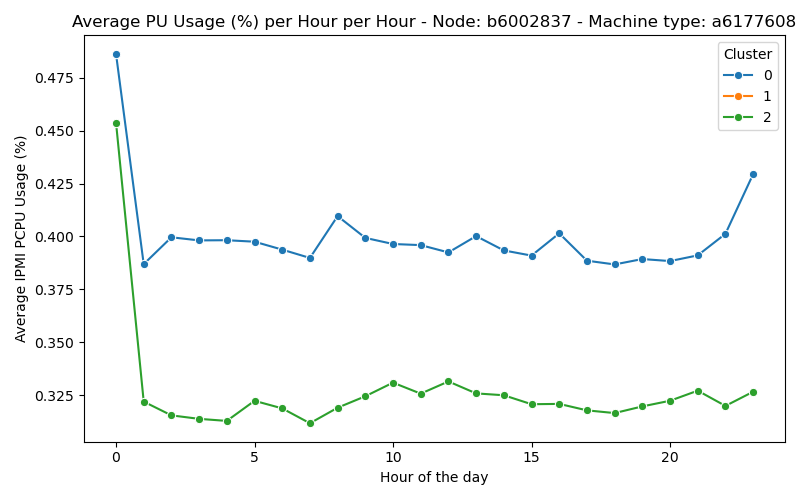 Average PU Usage (%) per Hour per Hour - Node: b6002837 - Machine type: a6177608
Cluster
0
1
2
0.475
0.450
0.425
0.400
0.375
0.350
0.325
Average IPMI PCPU Usage (%)
0 5 10 15 20
Hour of the day